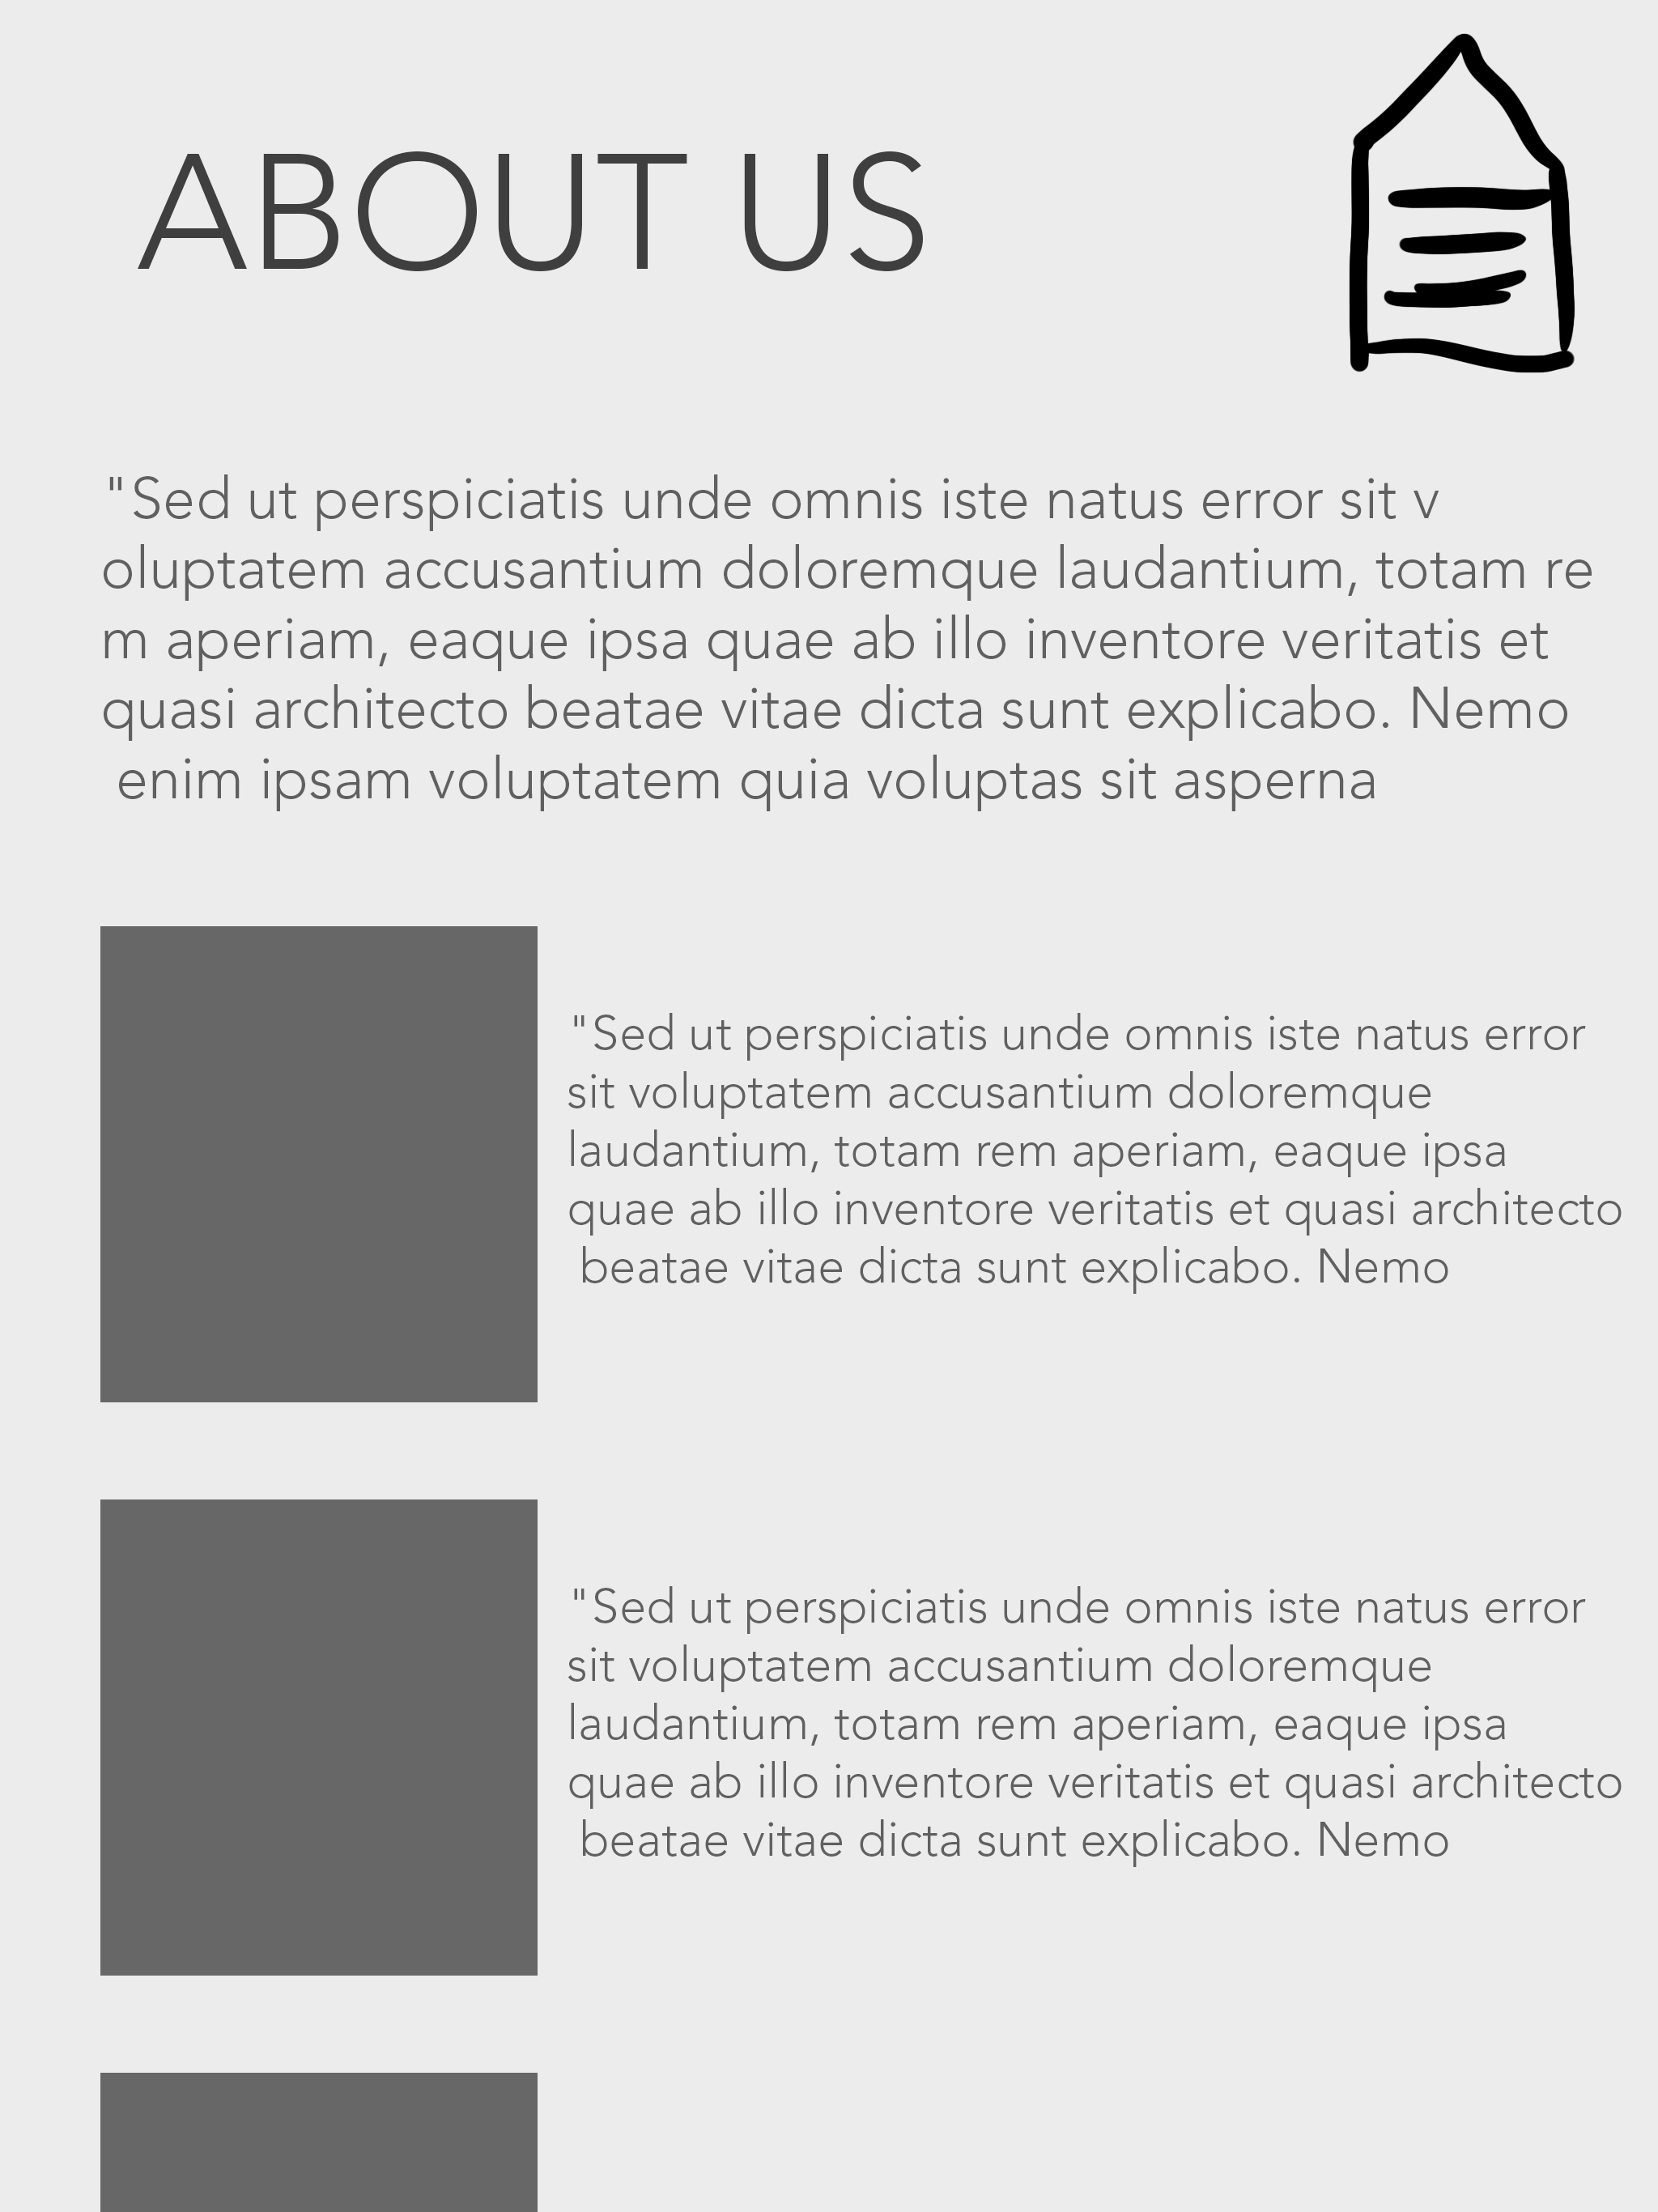 ABOUT US
"Sed ut perspiciatis unde omnis iste natus error sit v
oluptatem accusantium doloremque laudantium, totam re
m aperiam, eaque ipsa quae ab illo inventore veritatis et
quasi architecto beatae vitae dicta sunt explicabo. Nemo
enim ipsam voluptatem quia voluptas sit asperna
"Sed ut perspiciatis unde omnis iste natus error
sit voluptatem accusantium doloremque
laudantium, totam rem aperiam, eaque ipsa
quae ab illo inventore veritatis et quasi architecto
beatae vitae dicta sunt explicabo. Nemo
"Sed ut perspiciatis unde omnis iste natus error
sit voluptatem accusantium doloremque
laudantium, totam rem aperiam, eaque ipsa
quae ab illo inventore veritatis et quasi architecto
beatae vitae dicta sunt explicabo. Nemo